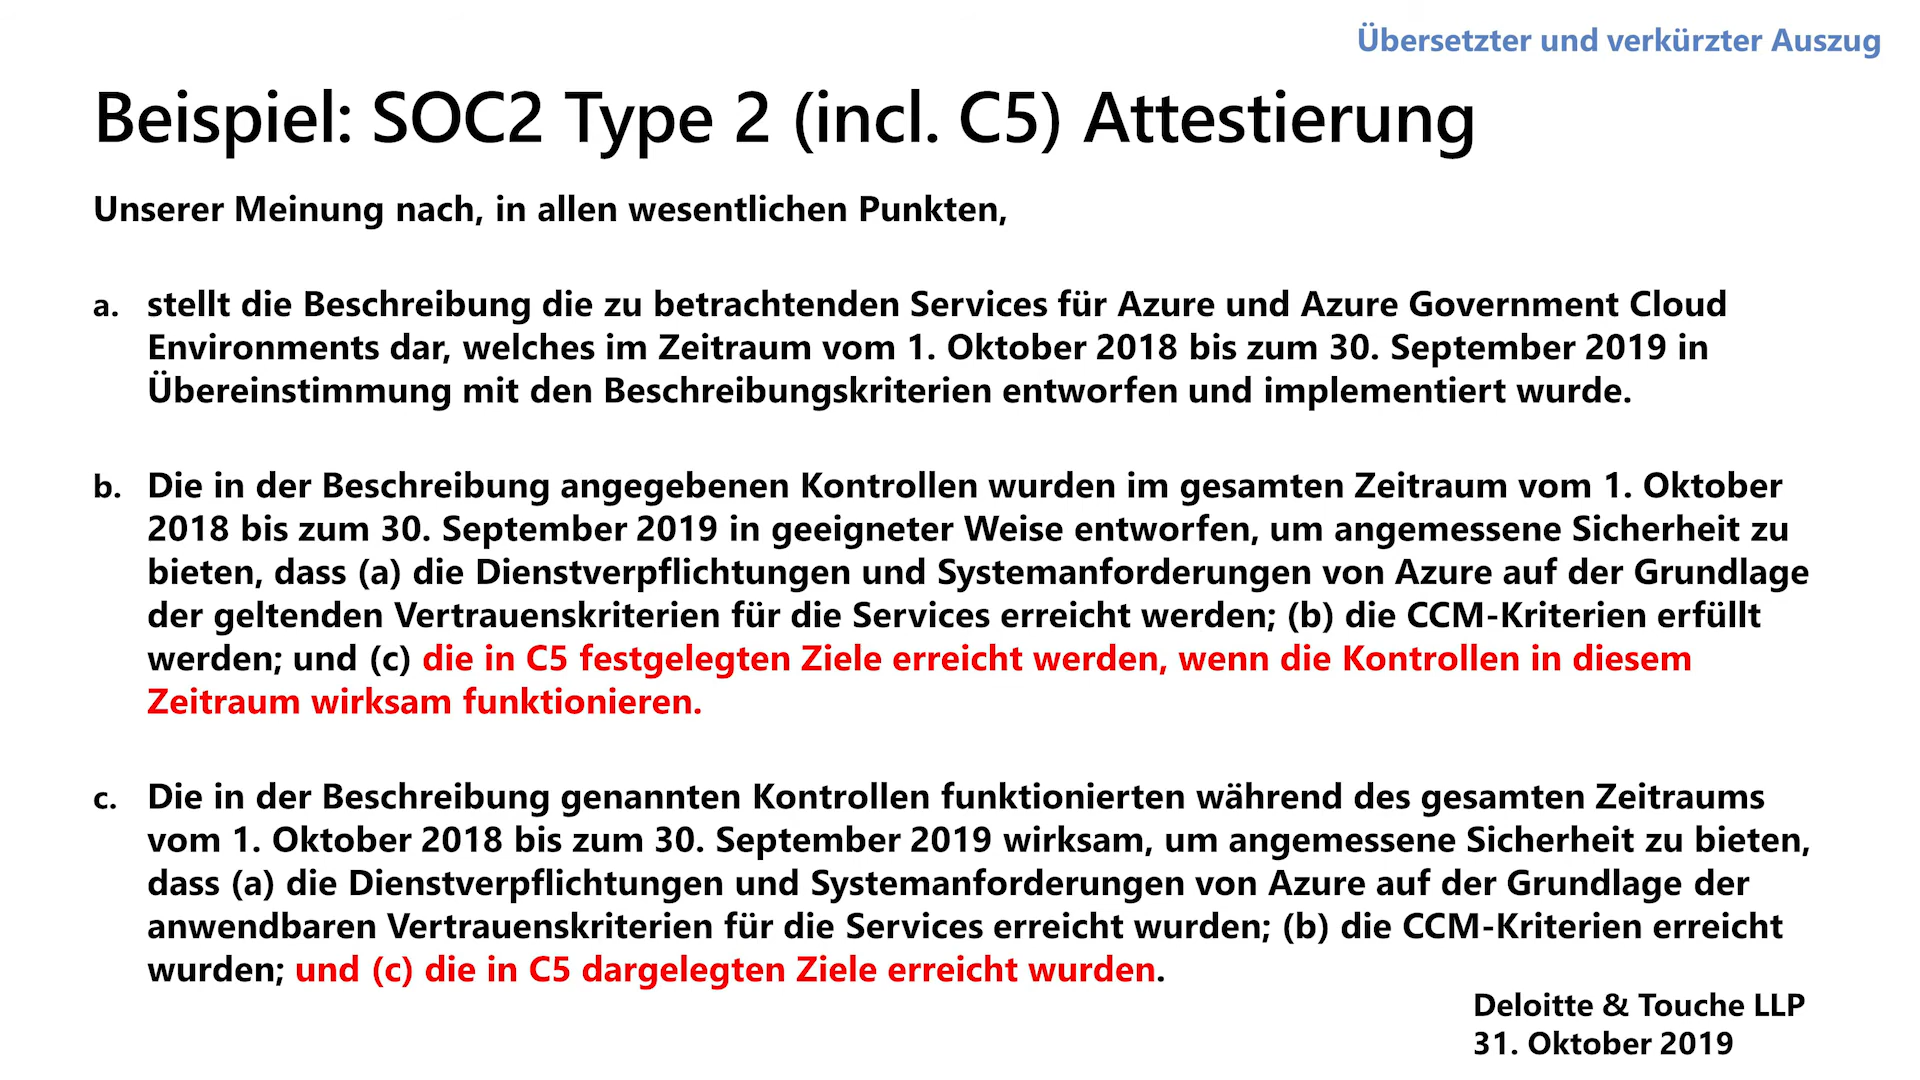 Übersetzter und verkürzter Auszug
Beispiel: SOC2 Type 2 (incl. C5) Attestierung
Unserer Meinung nach, in allen wesentlichen Punkten,
a. stellt die Beschreibung die zu betrachtenden Services für Azure und Azure Government Cloud
Environments dar, welches im Zeitraum vom 1. Oktober 2018 bis zum 30. September 2019 in
Übereinstimmung mit den Beschreibungskriterien entworfen und implementiert wurde.
b. Die in der Beschreibung angegebenen Kontrollen wurden im gesamten Zeitraum vom 1. Oktober
2018 bis zum 30. September 2019 in geeigneter Weise entworfen, um angemessene Sicherheit zu
bieten, dass (a) die Dienstverpflichtungen und Systemanforderungen von Azure auf der Grundlage
der geltenden Vertrauenskriterien für die Services erreicht werden; (b) die CCM-Kriterien erfüllt
werden; und (c) die in C5 festgelegten Ziele erreicht werden, wenn die Kontrollen in diesem
Zeitraum wirksam funktionieren.
c. Die in der Beschreibung genannten Kontrollen funktionierten während des gesamten Zeitraums
vom 1. Oktober 2018 bis zum 30. September 2019 wirksam, um angemessene Sicherheit zu bieten,
dass (a) die Dienstverpflichtungen und Systemanforderungen von Azure auf der Grundlage der
anwendbaren Vertrauenskriterien für die Services erreicht wurden; (b) die CCM-Kriterien erreicht
wurden; und (c) die in C5 dargelegten Ziele erreicht wurden.
Deloitte & Touche LLP
31. Oktober 2019